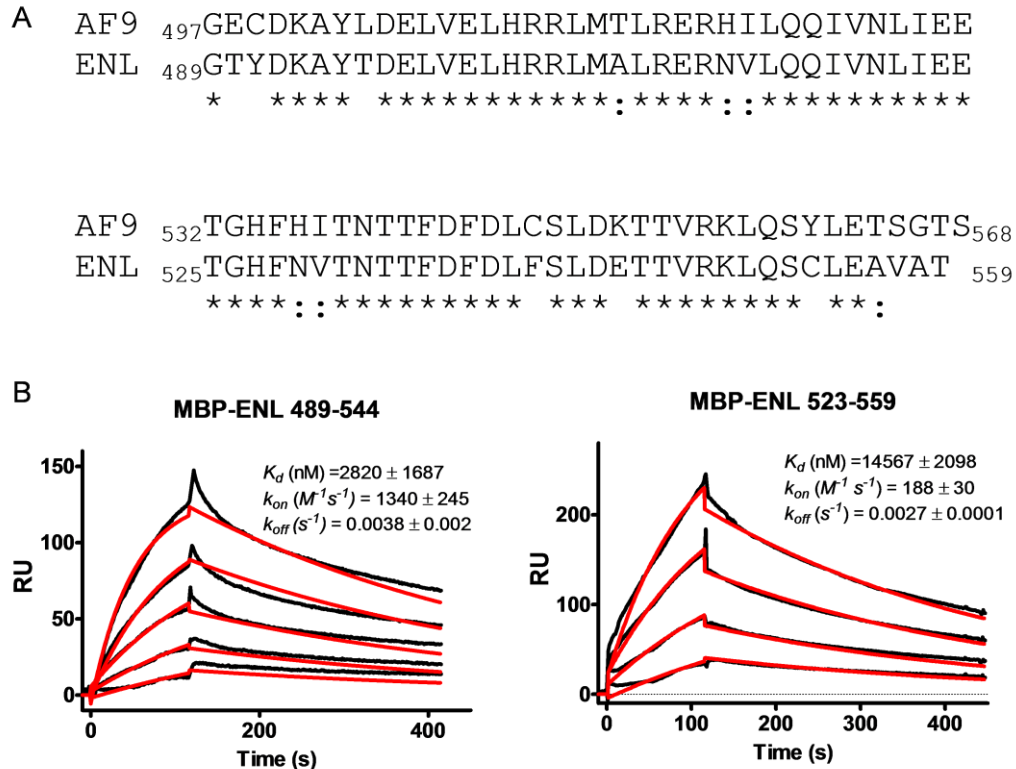 A
AF9 497GECDKAYLDELVELHRRLMTLRERHILQQIVNLIEE
ENL 489GTYDKAYTDELVELHRRLMALRERNVLQQIVNLIEE
* **** ************:****::**********
AF9 532TGHFHITNTTFDFDLCSLDKTTVRKLQSYLETSGTS568
ENL 525TGHFNVTNTTFDFDLFSLDETTVRKLQSCLEAVAT 559
****::********* *** ******** **:
B
MBP-ENL 489-544
Kd (nM) =2820 ± 1687
kon (M-1s-1) = 1340 ± 245
koff (s-1) = 0.0038 ± 0.002
RU
150
100
50
0
0 200 400
Time (s)
MBP-ENL 523-559
Kd (nM) =14567 ± 2098
kon (M-1 s-1) = 188 ± 30
koff (s-1) = 0.0027 ± 0.0001
RU
200
100
0
0 100 200 300 400
Time (s)